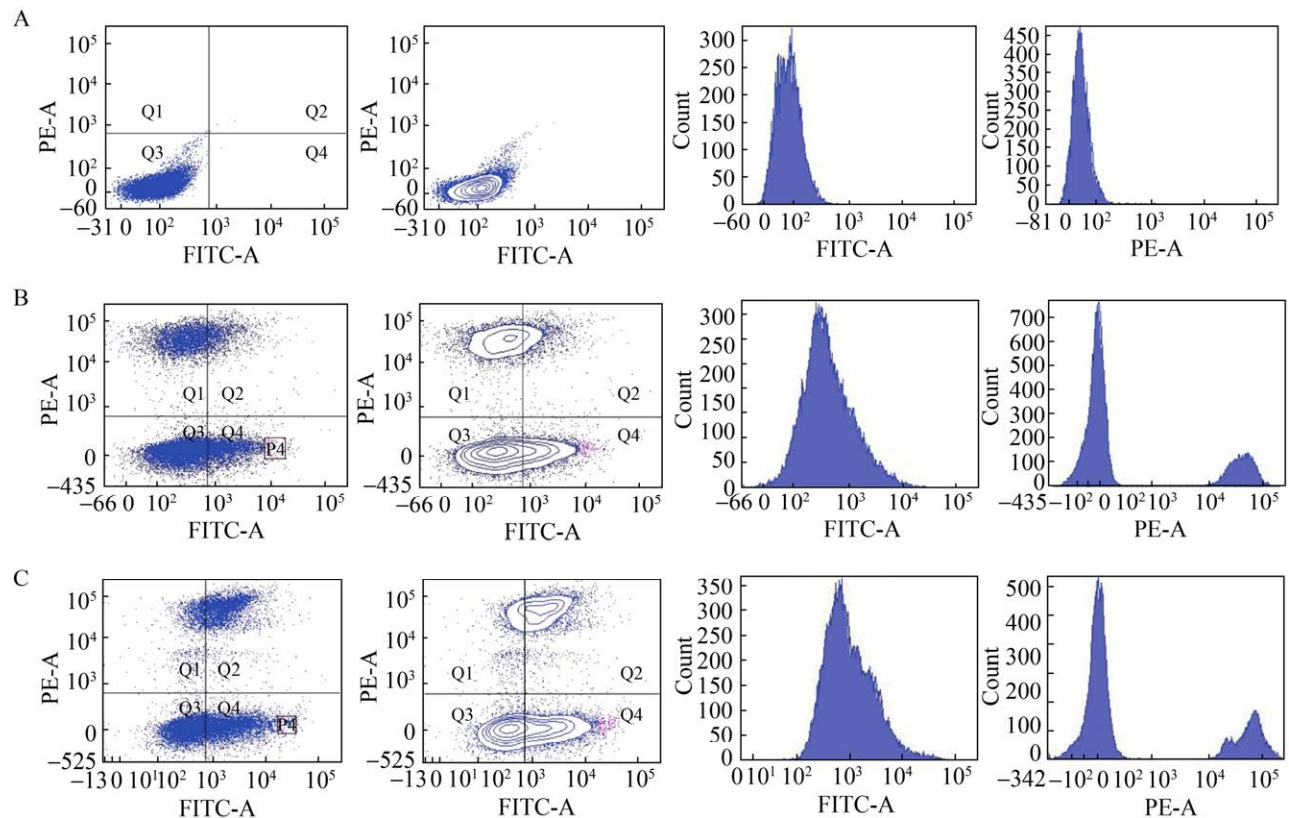 A
PE-A
10⁵
10⁴
10³
10²
0
−60
Q1 Q2
Q3 Q4
−31 0 10² 10³ 10⁴ 10⁵
FITC-A
PE-A
10⁵
10⁴
10³
10²
0
−60
−31 0 10² 10³ 10⁴ 10⁵
FITC-A
Count
300
250
200
150
100
50
0
−60 0 10² 10³ 10⁴ 10⁵
FITC-A
Count
450
400
350
300
250
200
150
100
50
0
−81 0 10² 10³ 10⁴ 10⁵
PE-A
B
PE-A
10⁵
10⁴
10³
0
−435
Q1 Q2
Q3 Q4
P4
−66 10² 10³ 10⁴ 10⁵
FITC-A
PE-A
10⁵
10⁴
10³
0
−435
Q1 Q2
Q3 Q4
−66 10² 10³ 10⁴ 10⁵
FITC-A
Count
300
250
200
150
100
50
0
−66 10² 10³ 10⁴ 10⁵
FITC-A
Count
700
600
500
400
300
200
100
0
−435 −10² 0 10² 10³ 10⁴ 10⁵
PE-A
C
PE-A
10⁵
10⁴
10³
0
−525
Q1 Q2
Q3 Q4
P4
−13 0 10¹ 10² 10³ 10⁴ 10⁵
FITC-A
PE-A
10⁵
10⁴
10³
0
−525
Q1 Q2
Q3 Q4
−13 0 10¹ 10² 10³ 10⁴ 10⁵
FITC-A
Count
350
300
250
200
150
100
50
0
0 10¹ 10² 10³ 10⁴ 10⁵
FITC-A
Count
500
400
300
200
100
0
−342 −10² 0 10² 10³ 10⁴ 10⁵
PE-A